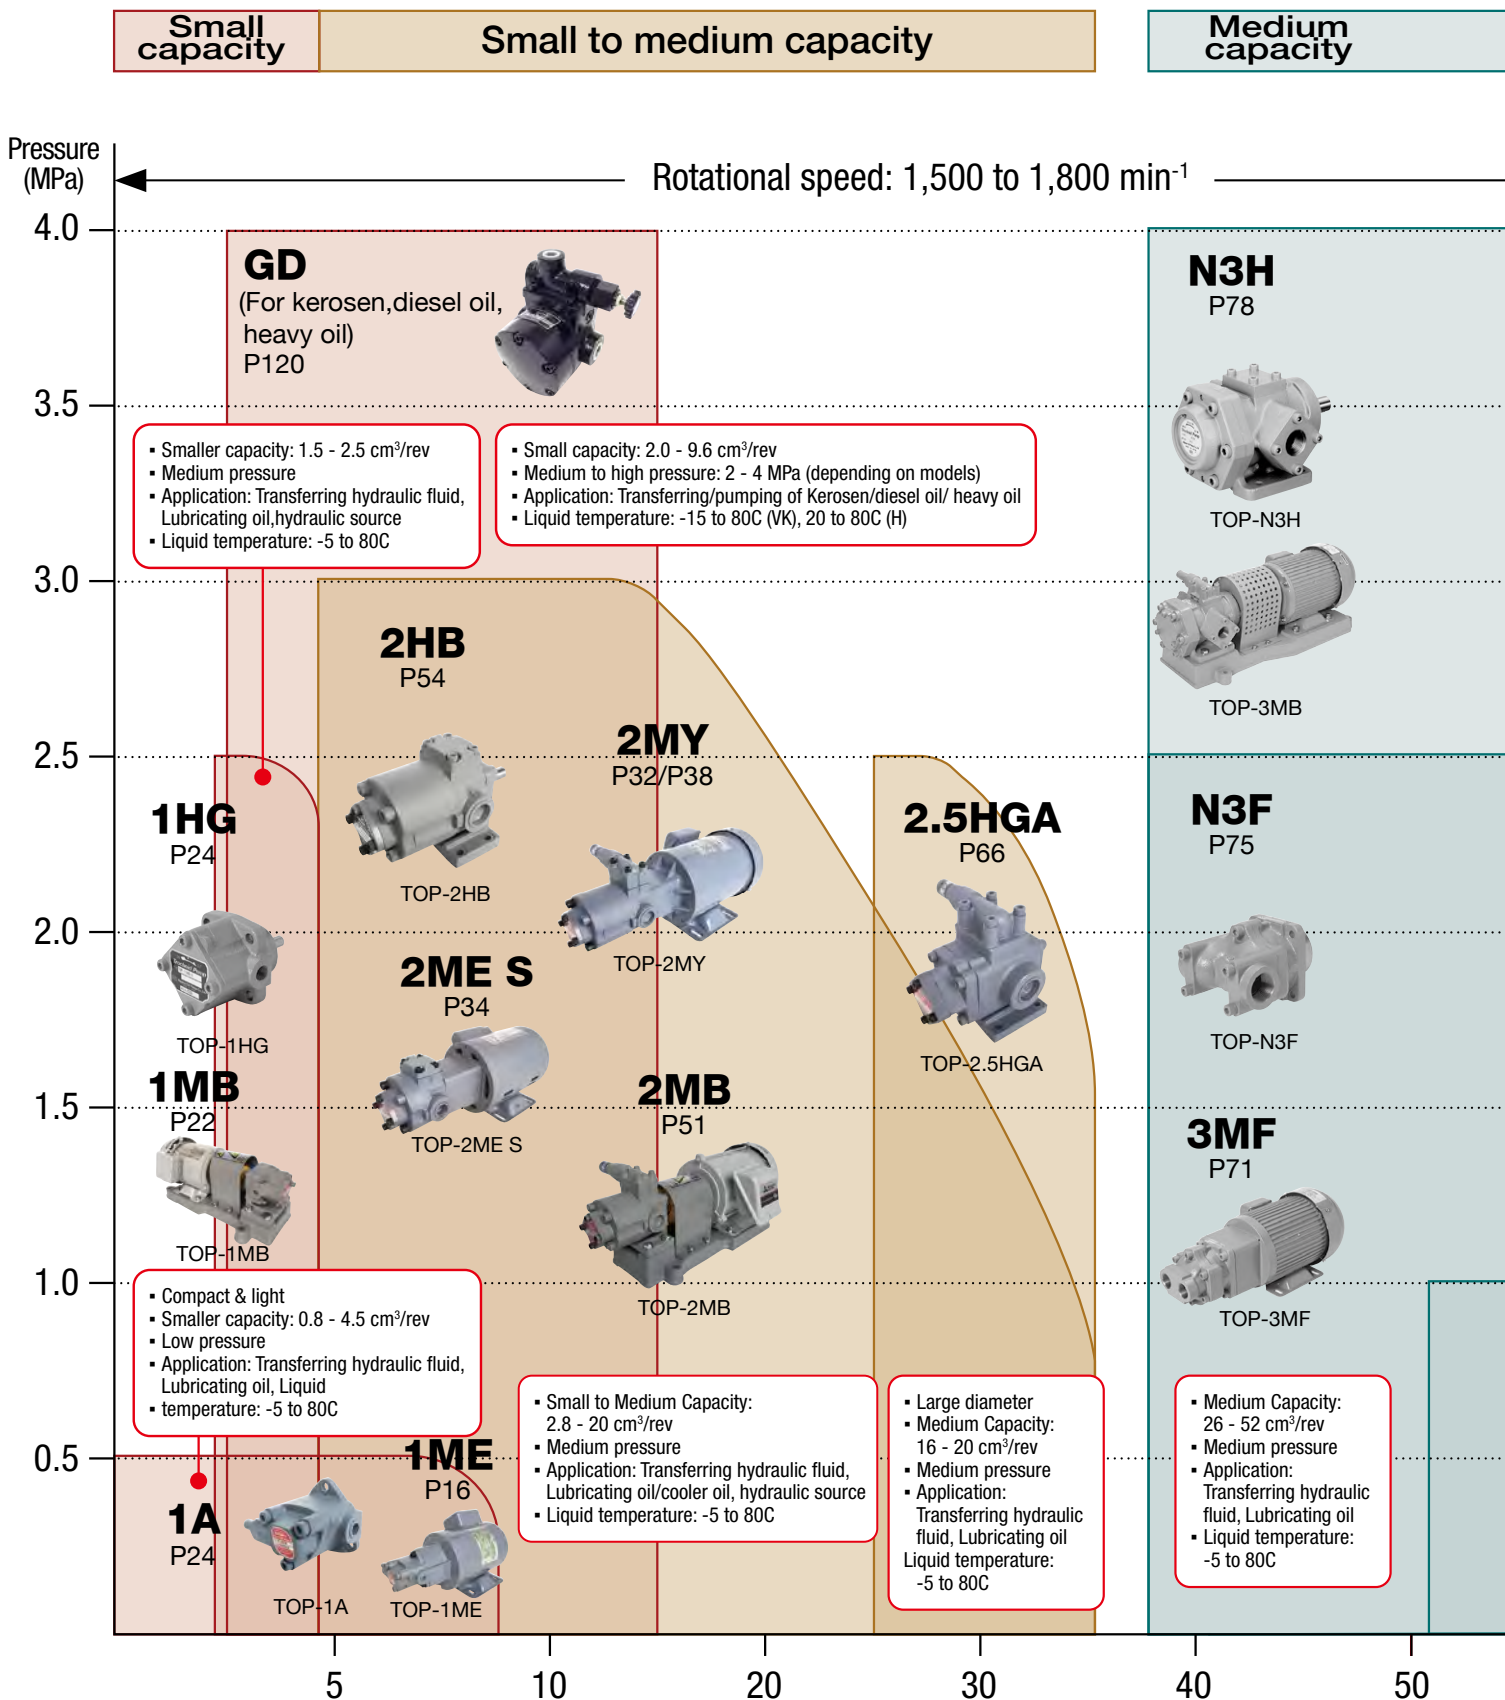 Small
capacity
Small to medium capacity
Medium
capacity
Pressure
(MPa)
Rotational speed: 1,500 to 1,800 min-1
4.0
GD
(For kerosen,diesel oil,
heavy oil)
P120
N3H
P78
3.5
▪ Smaller capacity: 1.5 - 2.5 cm3/rev
▪ Medium pressure
▪ Application: Transferring hydraulic fluid,
Lubricating oil,hydraulic source
▪ Liquid temperature: -5 to 80C
▪ Small capacity: 2.0 - 9.6 cm3/rev
▪ Medium to high pressure: 2 - 4 MPa (depending on models)
▪ Application: Transferring/pumping of Kerosen/diesel oil/ heavy oil
▪ Liquid temperature: -15 to 80C (VK), 20 to 80C (H)
TOP-N3H
3.0
2HB
P54
TOP-3MB
2.5
2MY
P32/P38
1HG
P24
2.5HGA
P66
N3F
P75
TOP-2HB
2.0
TOP-2MY
2ME S
P34
TOP-1HG
TOP-2.5HGA
TOP-N3F
1.5
1MB
P22
2MB
P51
TOP-2ME S
3MF
P71
TOP-1MB
1.0
TOP-2MB
TOP-3MF
▪ Compact & light
▪ Smaller capacity: 0.8 - 4.5 cm3/rev
▪ Low pressure
▪ Application: Transferring hydraulic fluid,
Lubricating oil, Liquid
▪ temperature: -5 to 80C
▪ Small to Medium Capacity:
2.8 - 20 cm3/rev
▪ Medium pressure
▪ Application: Transferring hydraulic fluid,
Lubricating oil/cooler oil, hydraulic source
▪ Liquid temperature: -5 to 80C
▪ Large diameter
▪ Medium Capacity:
16 - 20 cm3/rev
▪ Medium pressure
▪ Application:
Transferring hydraulic
fluid, Lubricating oil
Liquid temperature:
-5 to 80C
▪ Medium Capacity:
26 - 52 cm3/rev
▪ Medium pressure
▪ Application:
Transferring hydraulic
fluid, Lubricating oil
▪ Liquid temperature:
-5 to 80C
0.5
1ME
P16
1A
P24
TOP-1A
TOP-1ME
5
10
20
30
40
50